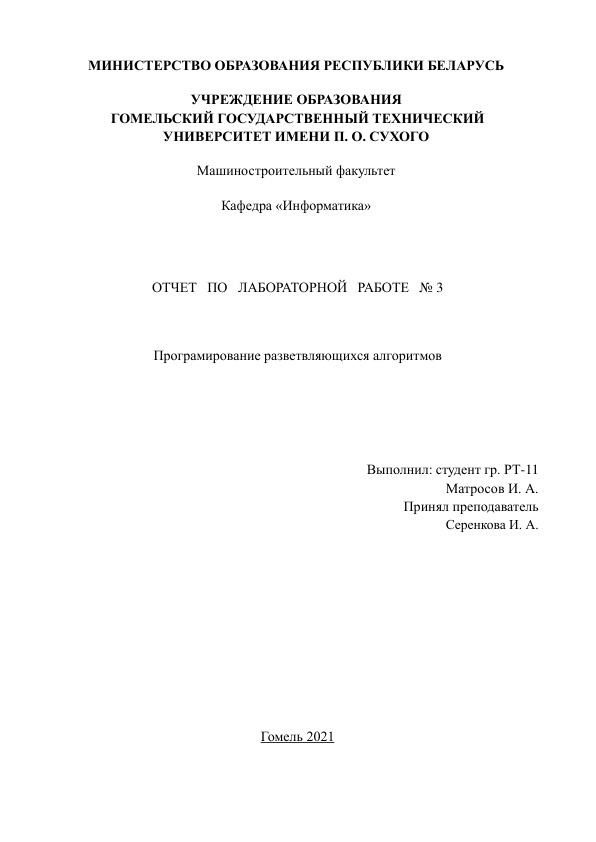 МИНИСТЕРСТВО ОБРАЗОВАНИЯ РЕСПУБЛИКИ БЕЛАРУСЬ
УЧРЕЖДЕНИЕ ОБРАЗОВАНИЯ
ГОМЕЛЬСКИЙ ГОСУДАРСТВЕННЫЙ ТЕХНИЧЕСКИЙ
УНИВЕРСИТЕТ ИМЕНИ П. О. СУХОГО
Машиностроительный факультет
Кафедра «Информатика»
ОТЧЕТ ПО ЛАБОРАТОРНОЙ РАБОТЕ № 3
Програмирование разветвляющихся алгоритмов
Выполнил: студент гр. РТ-11
Матросов И. А.
Принял преподаватель
Серенкова И. А.
Гомель 2021